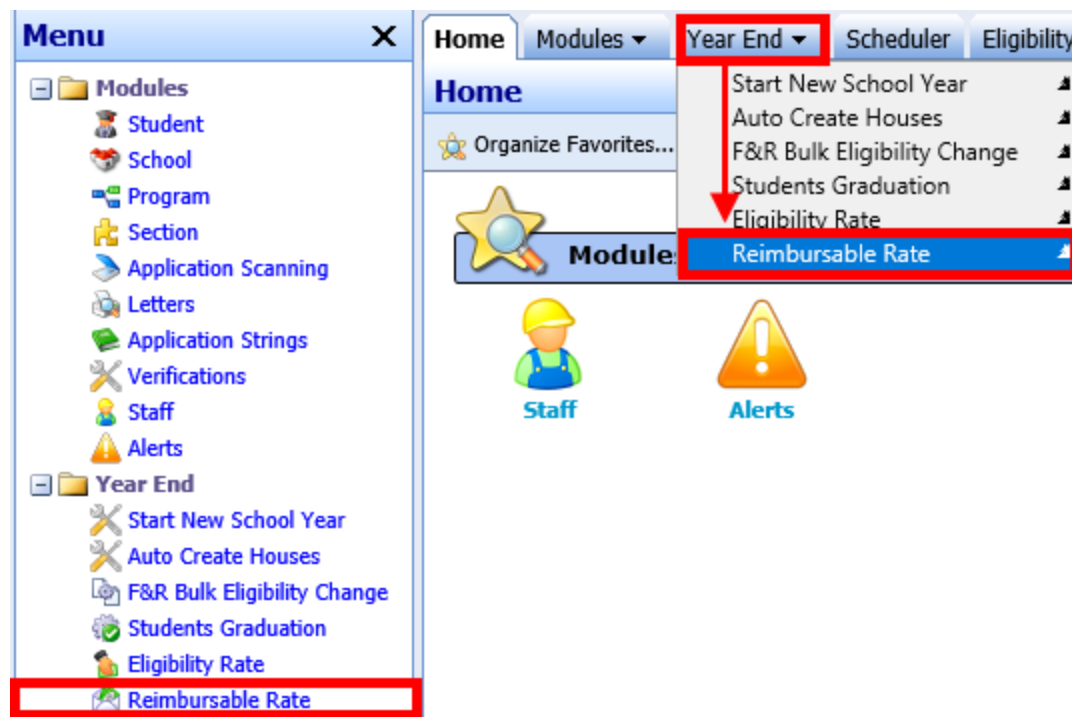 Menu
Modules
Student
School
Program
Section
Application Scanning
Letters
Application Strings
Verifications
Staff
Alerts
Year End
Start New School Year
Auto Create Houses
F&R Bulk Eligibility Change
Students Graduation
Eligibility Rate
Reimbursable Rate
Home Modules Year End Scheduler Eligibility
Home
Organize Favorites...
Start New School Year
Auto Create Houses
F&R Bulk Eligibility Change
Students Graduation
Eligibility Rate
Reimbursable Rate
Modules
Staff Alerts